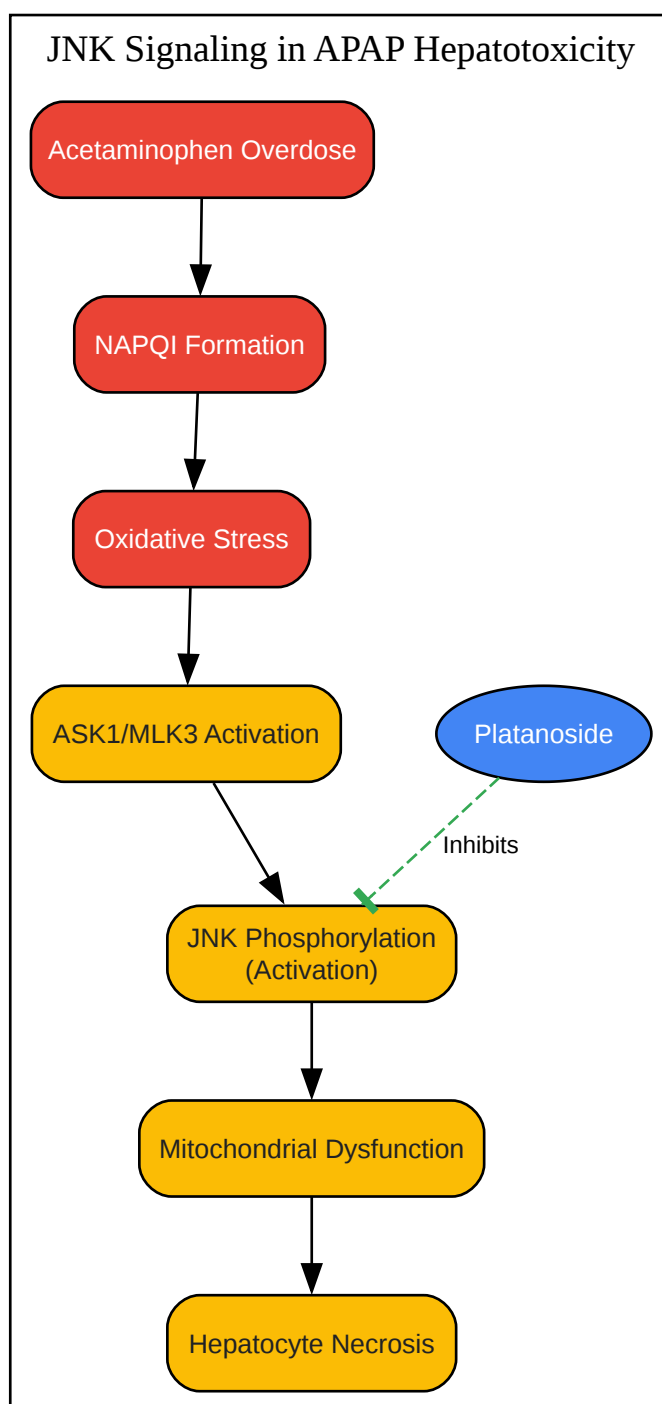 JNK Signaling in APAP Hepatotoxicity
Acetaminophen Overdose
NAPQI Formation
Oxidative Stress
ASK1/MLK3 Activation
Platanoside
Inhibits
JNK Phosphorylation
(Activation)
Mitochondrial Dysfunction
Hepatocyte Necrosis